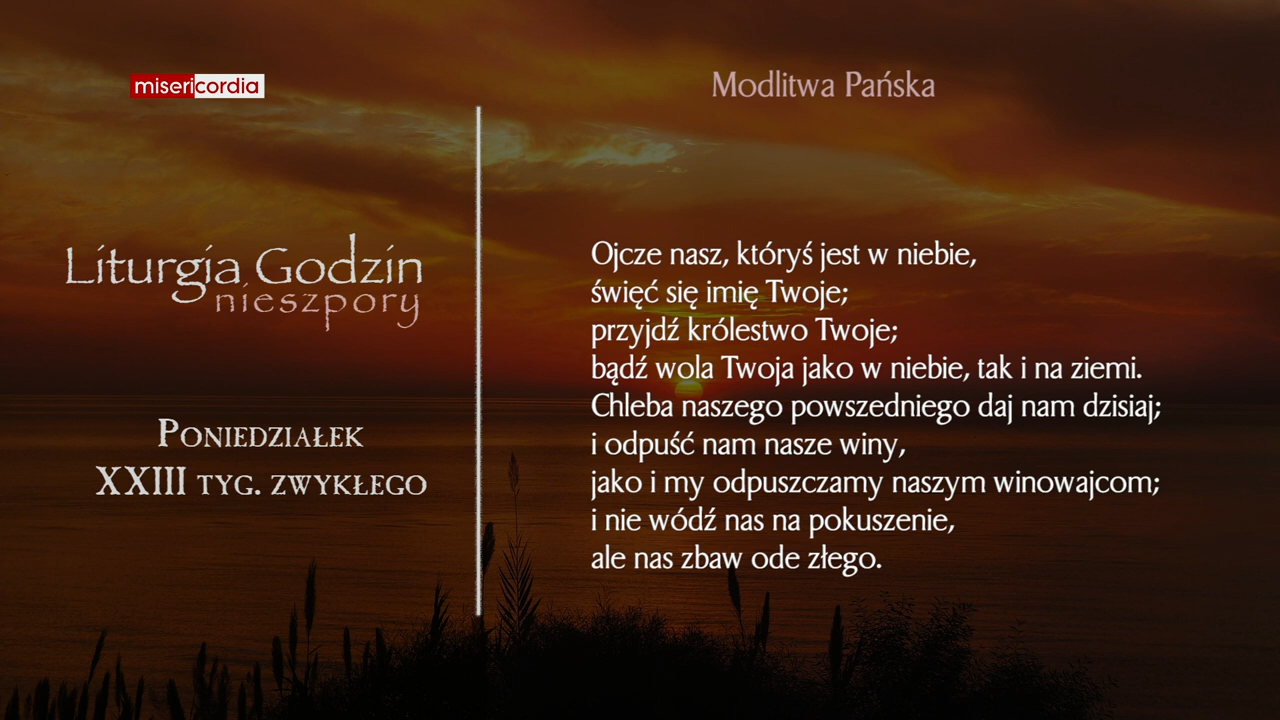 misericordia
Liturgia Godzin
nieszpory
Poniedziałek
XXIII tyg. zwykłego
Modlitwa Pańska
Ojcze nasz, któryś jest w niebie,
święć się imię Twoje;
przyjdź królestwo Twoje;
bądź wola Twoja jako w niebie, tak i na ziemi.
Chleba naszego powszedniego daj nam dzisiaj;
i odpuść nam nasze winy,
jako i my odpuszczamy naszym winowajcom;
i nie wódź nas na pokuszenie,
ale nas zbaw ode złego.